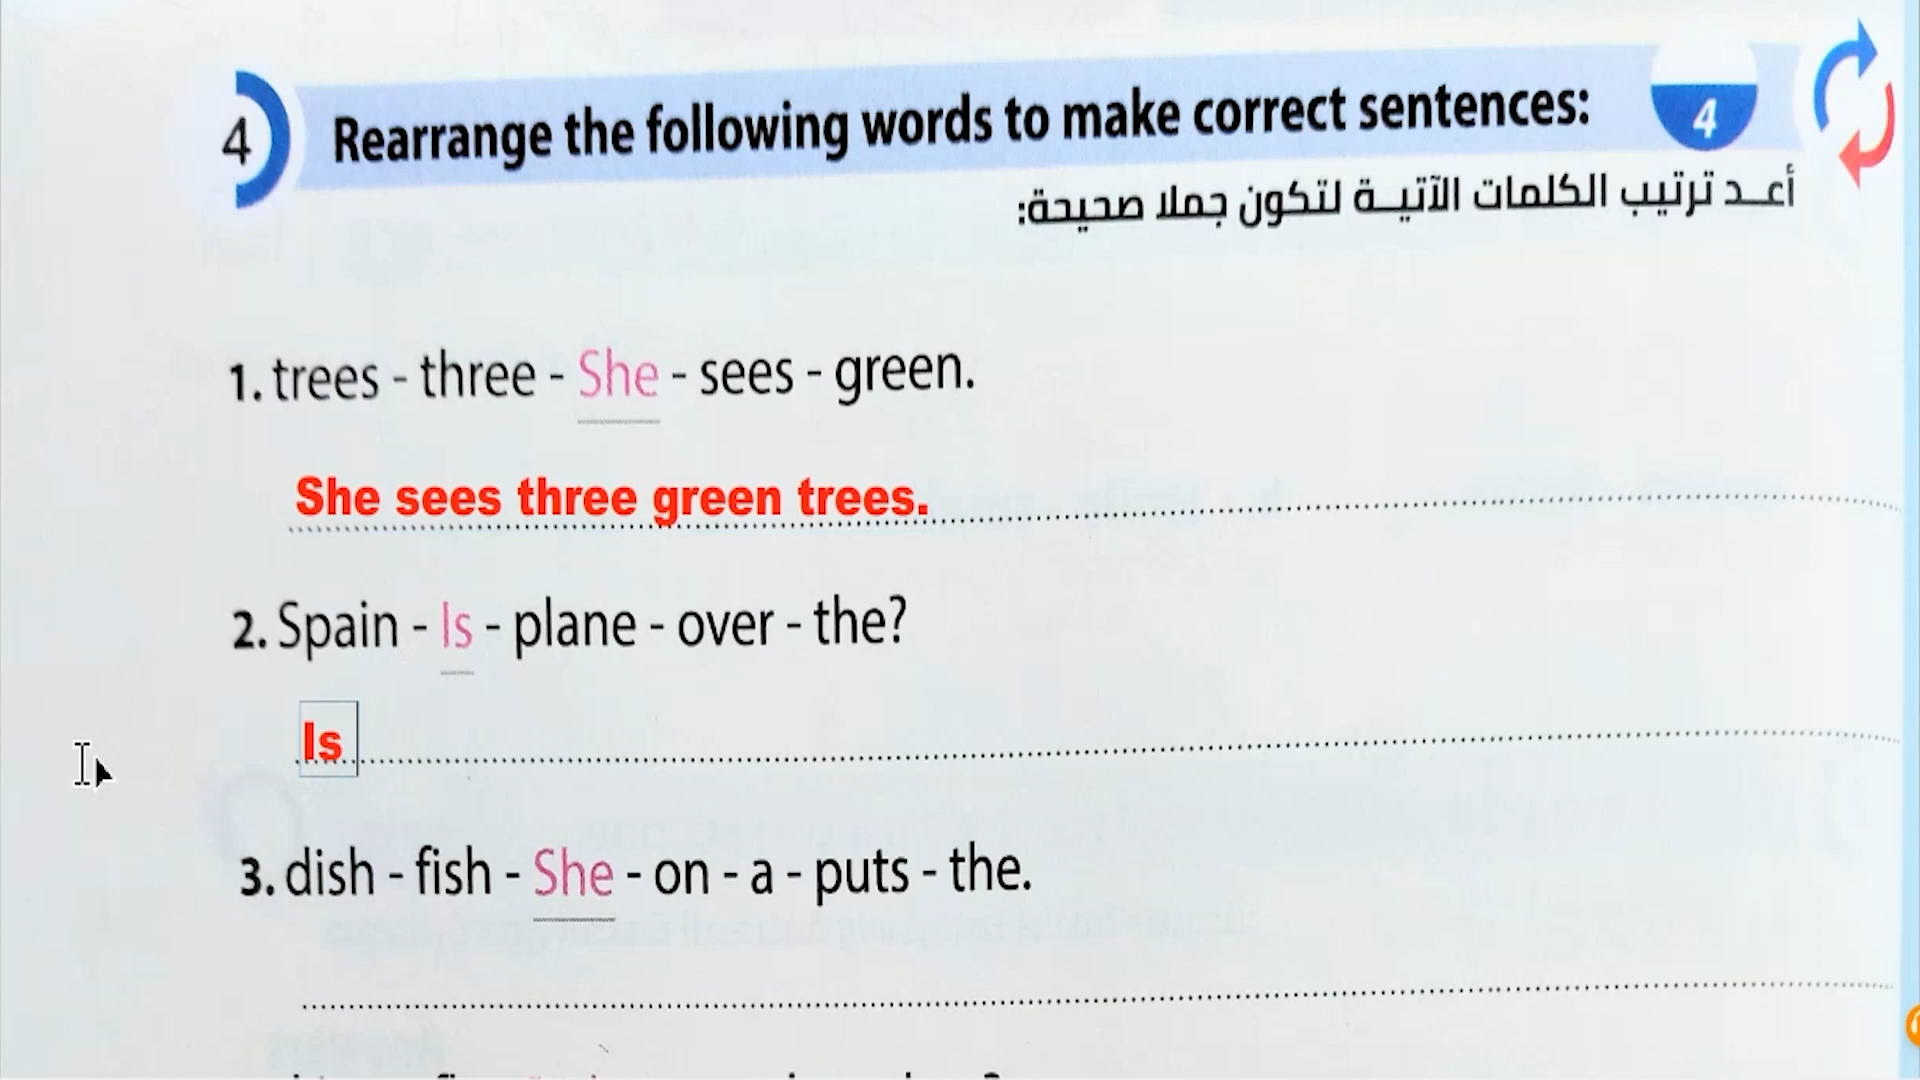 4 Rearrange the following words to make correct sentences: 4
أعد ترتيب الكلمات الآتية لتكون جملا صحيحة:
1. trees - three - She - sees - green.
She sees three green trees.
2. Spain - Is - plane - over - the?
Is
3. dish - fish - She - on - a - puts - the.